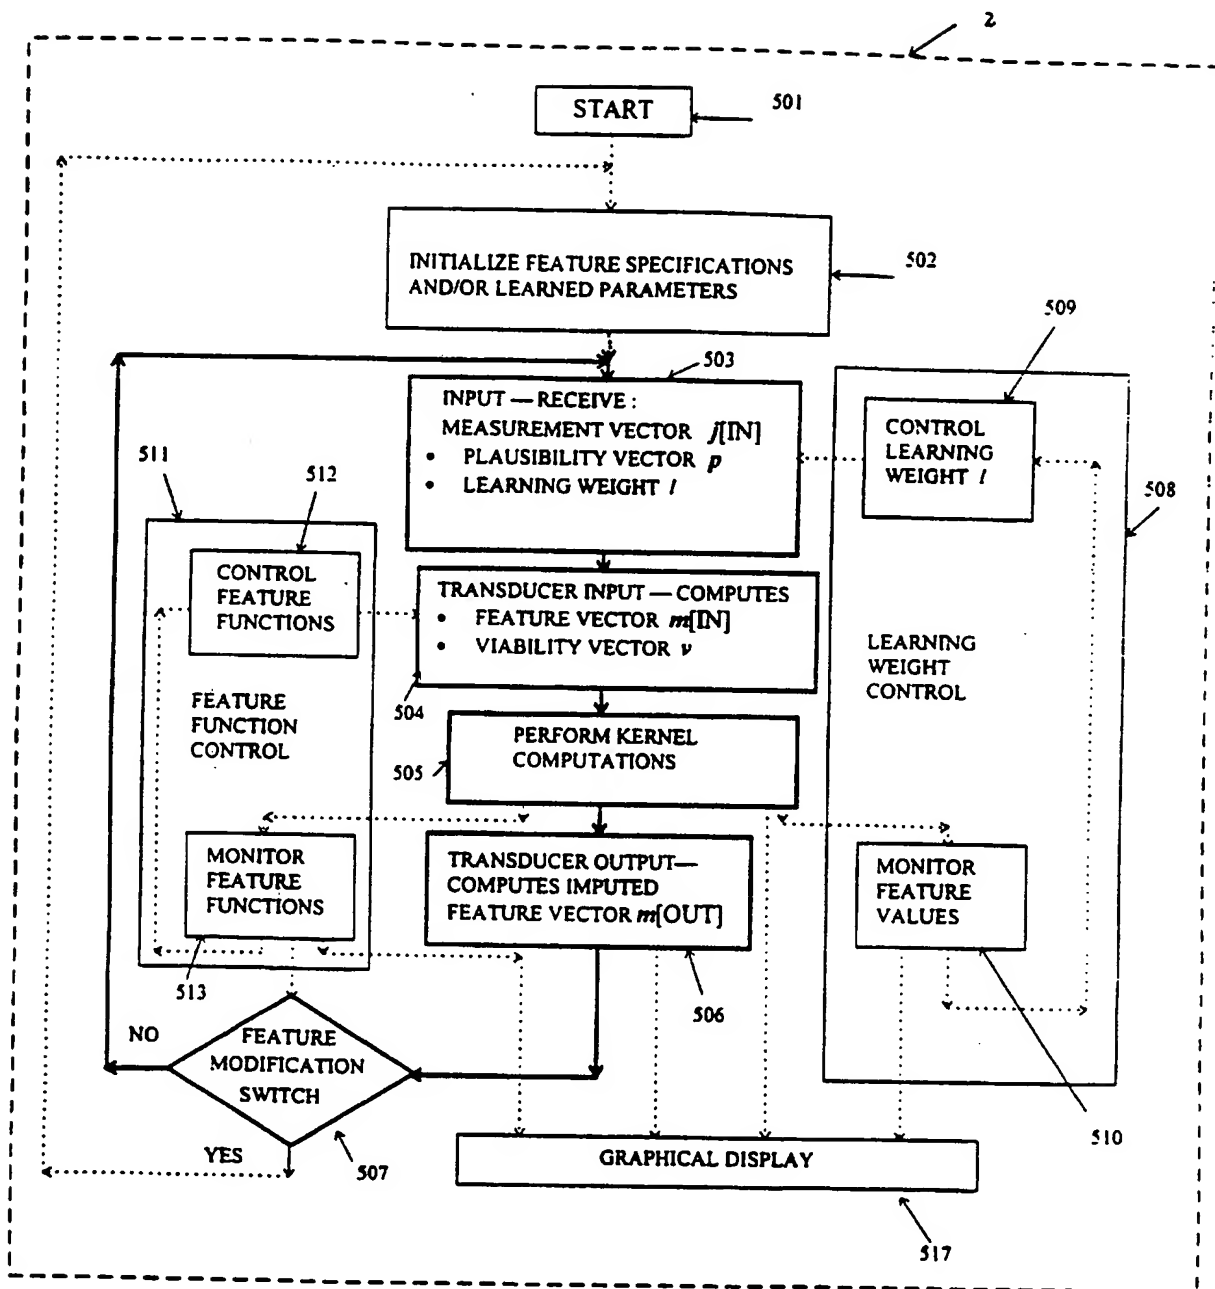 2
START
501
INITIALIZE FEATURE SPECIFICATIONS
AND/OR LEARNED PARAMETERS
502
503
509
INPUT — RECEIVE :
MEASUREMENT VECTOR j[IN]
• PLAUSIBILITY VECTOR p
• LEARNING WEIGHT l
CONTROL
LEARNING
WEIGHT l
508
511
512
CONTROL
FEATURE
FUNCTIONS
TRANSDUCER INPUT — COMPUTES
• FEATURE VECTOR m[IN]
• VIABILITY VECTOR v
504
LEARNING
WEIGHT
CONTROL
FEATURE
FUNCTION
CONTROL
PERFORM KERNEL
COMPUTATIONS
505
MONITOR
FEATURE
FUNCTIONS
TRANSDUCER OUTPUT—
COMPUTES IMPUTED
FEATURE VECTOR m[OUT]
MONITOR
FEATURE
VALUES
513
506
NO
FEATURE
MODIFICATION
SWITCH
YES
507
510
GRAPHICAL DISPLAY
517